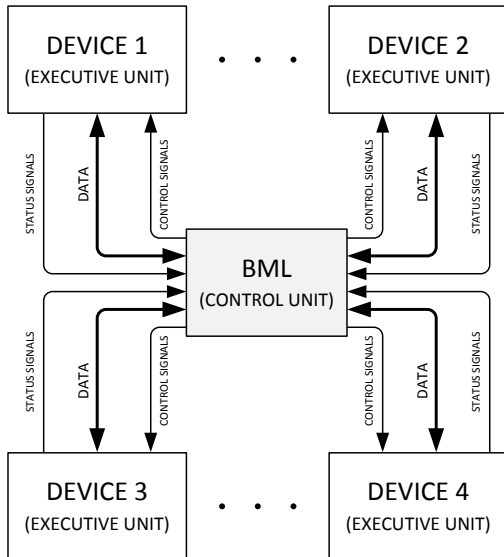 DEVICE 1
(EXECUTIVE UNIT)
. . .
DEVICE 2
(EXECUTIVE UNIT)
STATUS SIGNALS
DATA
CONTROL SIGNALS
CONTROL SIGNALS
DATA
STATUS SIGNALS
BML
(CONTROL UNIT)
STATUS SIGNALS
DATA
CONTROL SIGNALS
CONTROL SIGNALS
DATA
STATUS SIGNALS
DEVICE 3
(EXECUTIVE UNIT)
. . .
DEVICE 4
(EXECUTIVE UNIT)